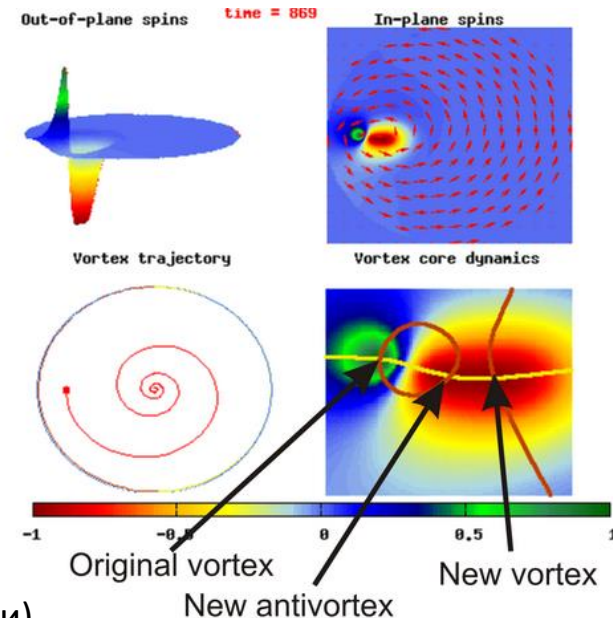 Out-of-plane spins
time = 869
In-plane spins
Vortex trajectory
Vortex core dynamics
-1
-0.5
0
0.5
1
Original vortex
New vortex
New antivortex
и)